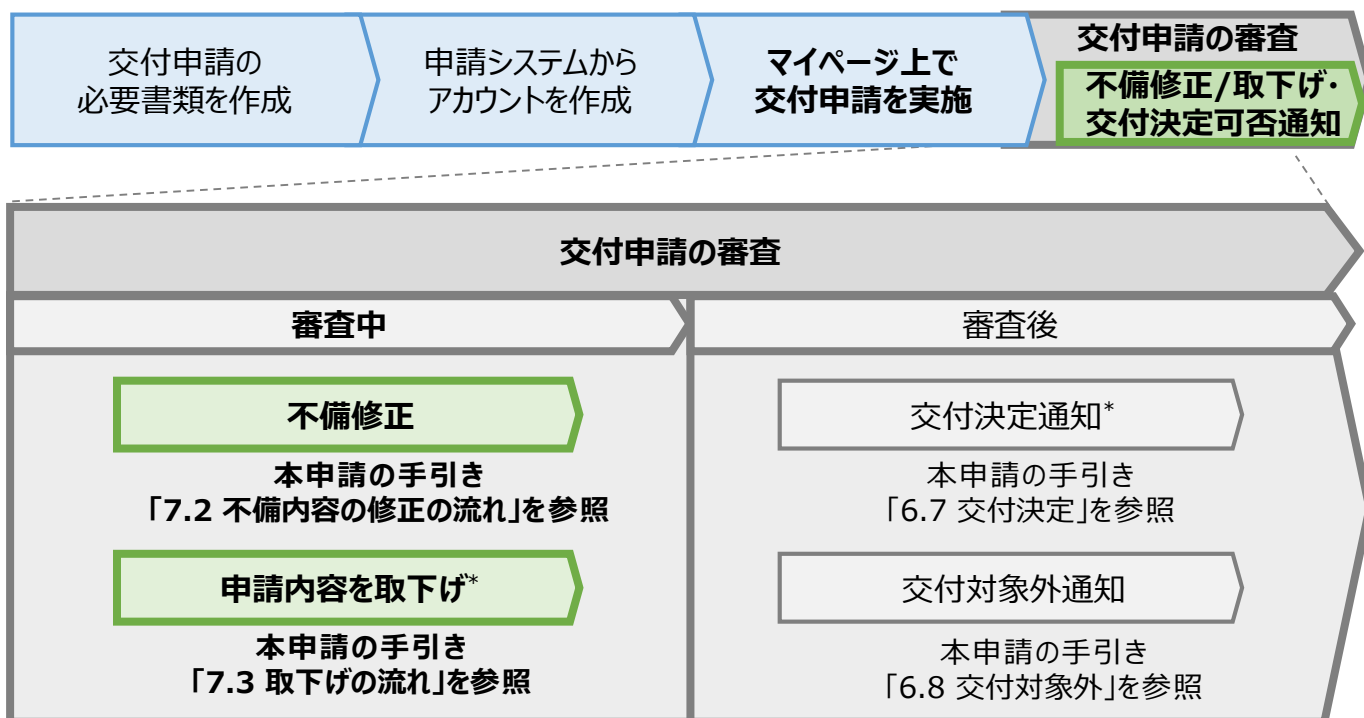 交付申請の
必要書類を作成
申請システムから
アカウントを作成
マイページ上で
交付申請を実施
交付申請の審査
不備修正/取下げ・
交付決定可否通知
交付申請の審査
審査中
審査後
不備修正
本申請の手引き
「7.2 不備内容の修正の流れ」を参照
申請内容を取下げ*
本申請の手引き
「7.3 取下げの流れ」を参照
交付決定通知*
本申請の手引き
「6.7 交付決定」を参照
交付対象外通知
本申請の手引き
「6.8 交付対象外」を参照